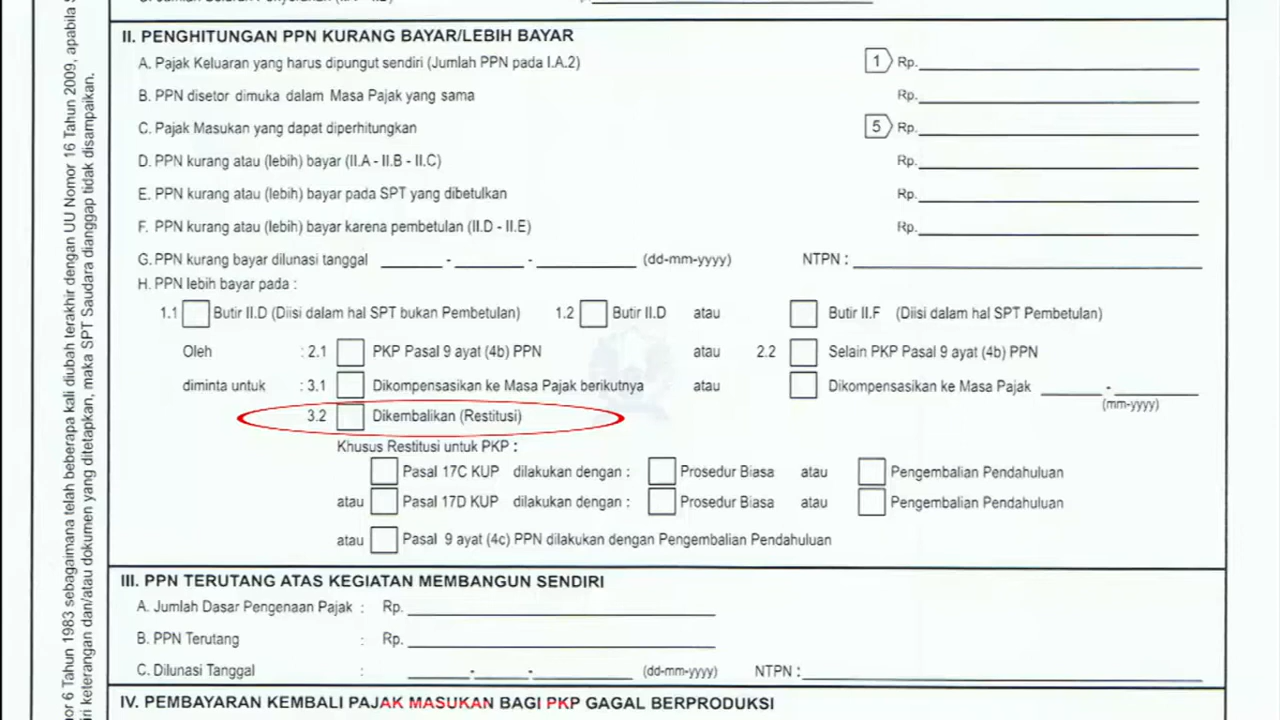 II. PENGHITUNGAN PPN KURANG BAYAR/LEBIH BAYAR
A. Pajak Keluaran yang harus dipungut sendiri (Jumlah PPN pada I.A.2) 1 Rp.
B. PPN disetor dimuka dalam Masa Pajak yang sama Rp.
C. Pajak Masukan yang dapat diperhitungkan 5 Rp.
D. PPN kurang atau (lebih) bayar (II.A - II.B - II.C) Rp.
E. PPN kurang atau (lebih) bayar pada SPT yang dibetulkan Rp.
F. PPN kurang atau (lebih) bayar karena pembetulan (II.D - II.E) Rp.
G. PPN kurang bayar dilunasi tanggal - - (dd-mm-yyyy) NTPN :
H. PPN lebih bayar pada :
1.1 Butir II.D (Diisi dalam hal SPT bukan Pembetulan) 1.2 Butir II.D atau Butir II.F (Diisi dalam hal SPT Pembetulan)
Oleh : 2.1 PKP Pasal 9 ayat (4b) PPN atau 2.2 Selain PKP Pasal 9 ayat (4b) PPN
diminta untuk : 3.1 Dikompensasikan ke Masa Pajak berikutnya atau Dikompensasikan ke Masa Pajak -
(mm-yyyy)
3.2 Dikembalikan (Restitusi)
Khusus Restitusi untuk PKP :
Pasal 17C KUP dilakukan dengan : Prosedur Biasa atau Pengembalian Pendahuluan
atau Pasal 17D KUP dilakukan dengan : Prosedur Biasa atau Pengembalian Pendahuluan
atau Pasal 9 ayat (4c) PPN dilakukan dengan Pengembalian Pendahuluan
III. PPN TERUTANG ATAS KEGIATAN MEMBANGUN SENDIRI
A. Jumlah Dasar Pengenaan Pajak : Rp.
B. PPN Terutang : Rp.
C. Dilunasi Tanggal : - - (dd-mm-yyyy) NTPN :
IV. PEMBAYARAN KEMBALI PAJAK MASUKAN BAGI PKP GAGAL BERPRODUKSI
6 Tahun 1983 sebagaimana telah beberapa kali diubah terakhir dengan UU Nomor 16 Tahun 2009, apabila
keterangan dan/atau dokumen yang ditetapkan, maka SPT Saudara dianggap tidak disampaikan.